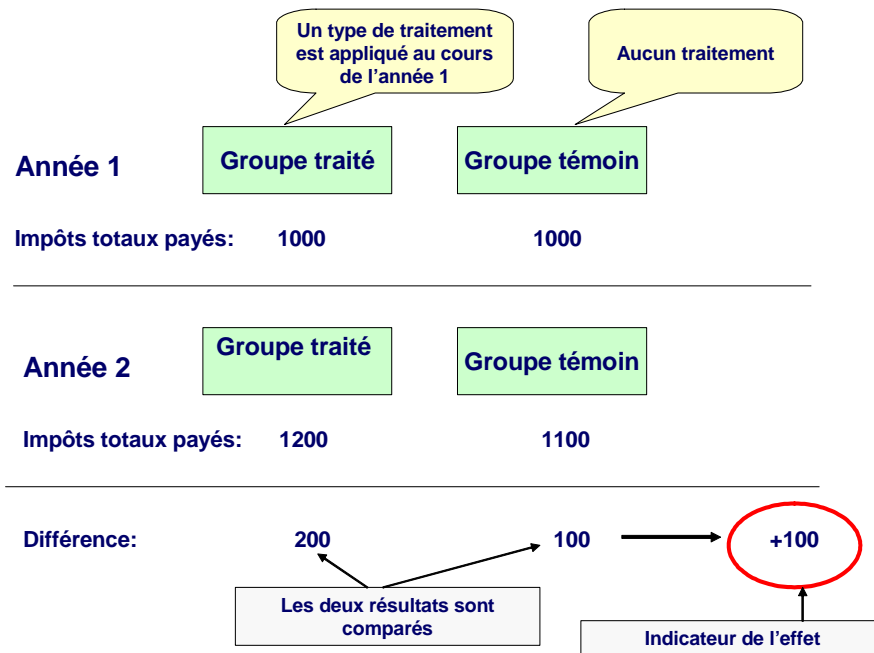 Un type de traitement
est appliqué au cours
de l'année 1
Aucun traitement
Année 1
Groupe traité
Groupe témoin
Impôts totaux payés: 1000 1000
Année 2
Groupe traité
Groupe témoin
Impôts totaux payés: 1200 1100
Différence: 200 100 +100
Les deux résultats sont
comparés
Indicateur de l'effet